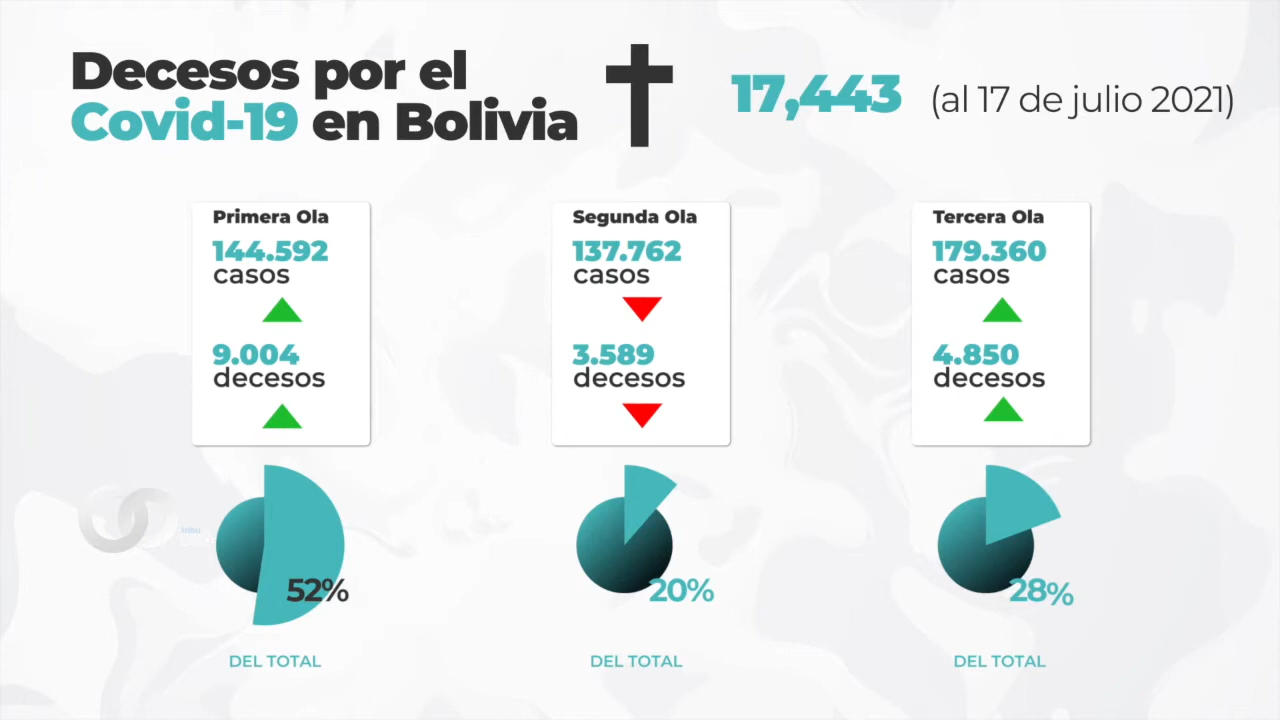 Decesos por el
Covid-19 en Bolivia
17,443 (al 17 de julio 2021)
Primera Ola
144.592
casos
9.004
decesos
52%
DEL TOTAL
Segunda Ola
137.762
casos
3.589
decesos
20%
DEL TOTAL
Tercera Ola
179.360
casos
4.850
decesos
28%
DEL TOTAL